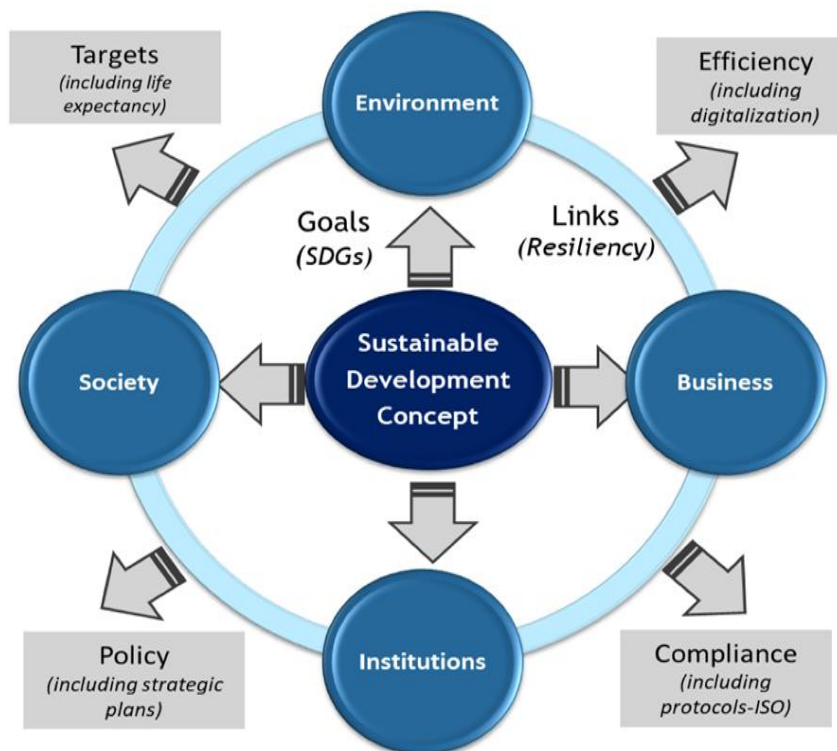 Targets
(including life
expectancy)
Efficiency
(including
digitalization)
Environment
Goals
(SDGs)
Links
(Resiliency)
Society
Sustainable
Development
Concept
Business
Policy
(including strategic
plans)
Institutions
Compliance
(including
protocols-ISO)